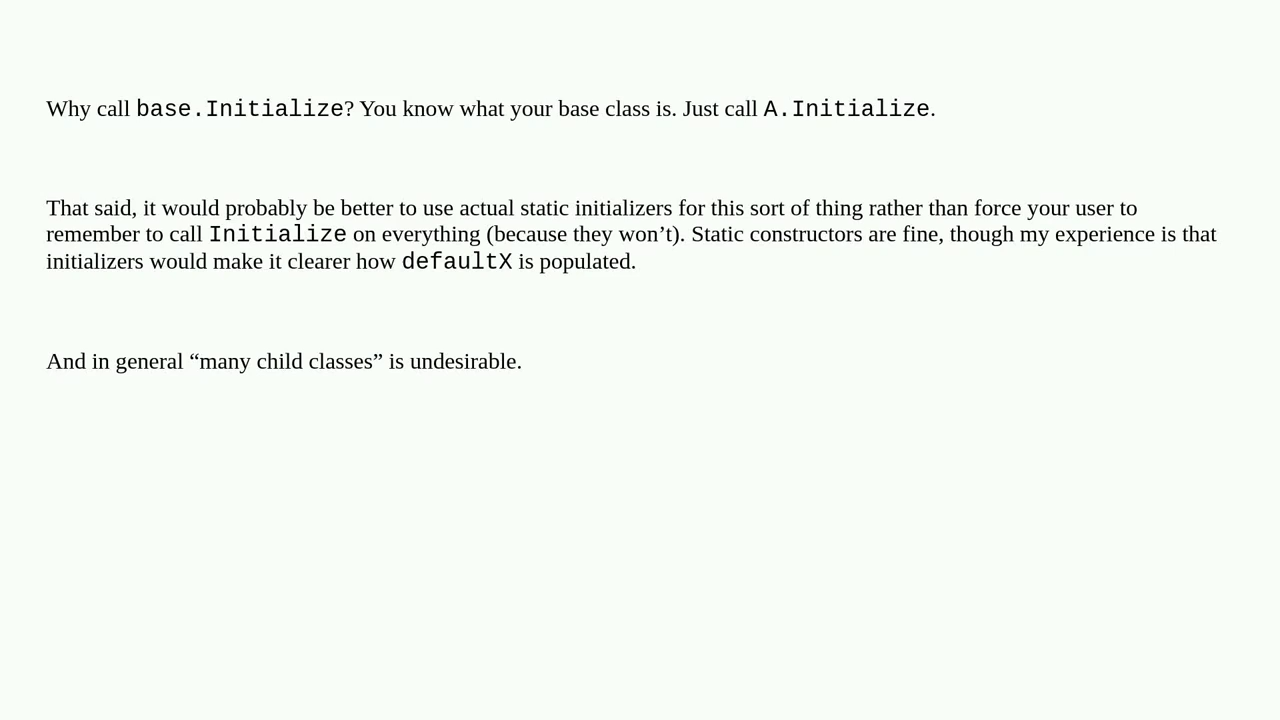 Why call base.Initialize? You know what your base class is. Just call A.Initialize.
That said, it would probably be better to use actual static initializers for this sort of thing rather than force your user to
remember to call Initialize on everything (because they won’t). Static constructors are fine, though my experience is that
initializers would make it clearer how defaultX is populated.
And in general “many child classes” is undesirable.